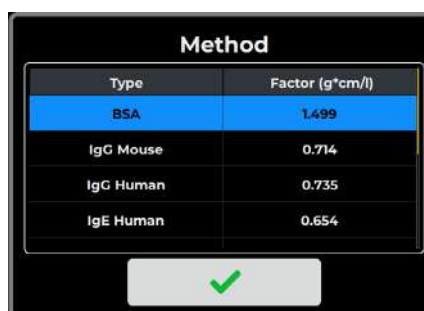 Method
Type Factor (g*cm/l)
BSA 1.499
IgG Mouse 0.714
IgG Human 0.735
IgE Human 0.654